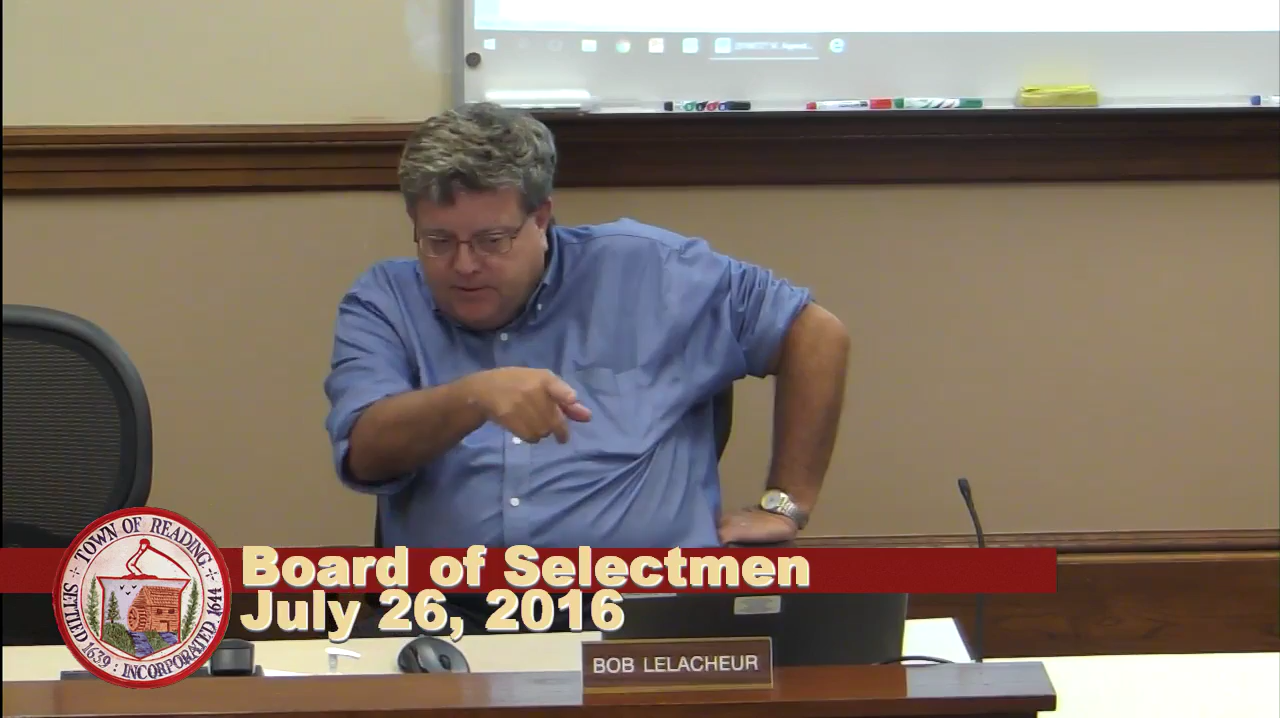 Board of Selectmen
July 26, 2016
TOWN OF READING
SETTLED 1639 : INCORPORATED 1644
BOB LELACHEUR